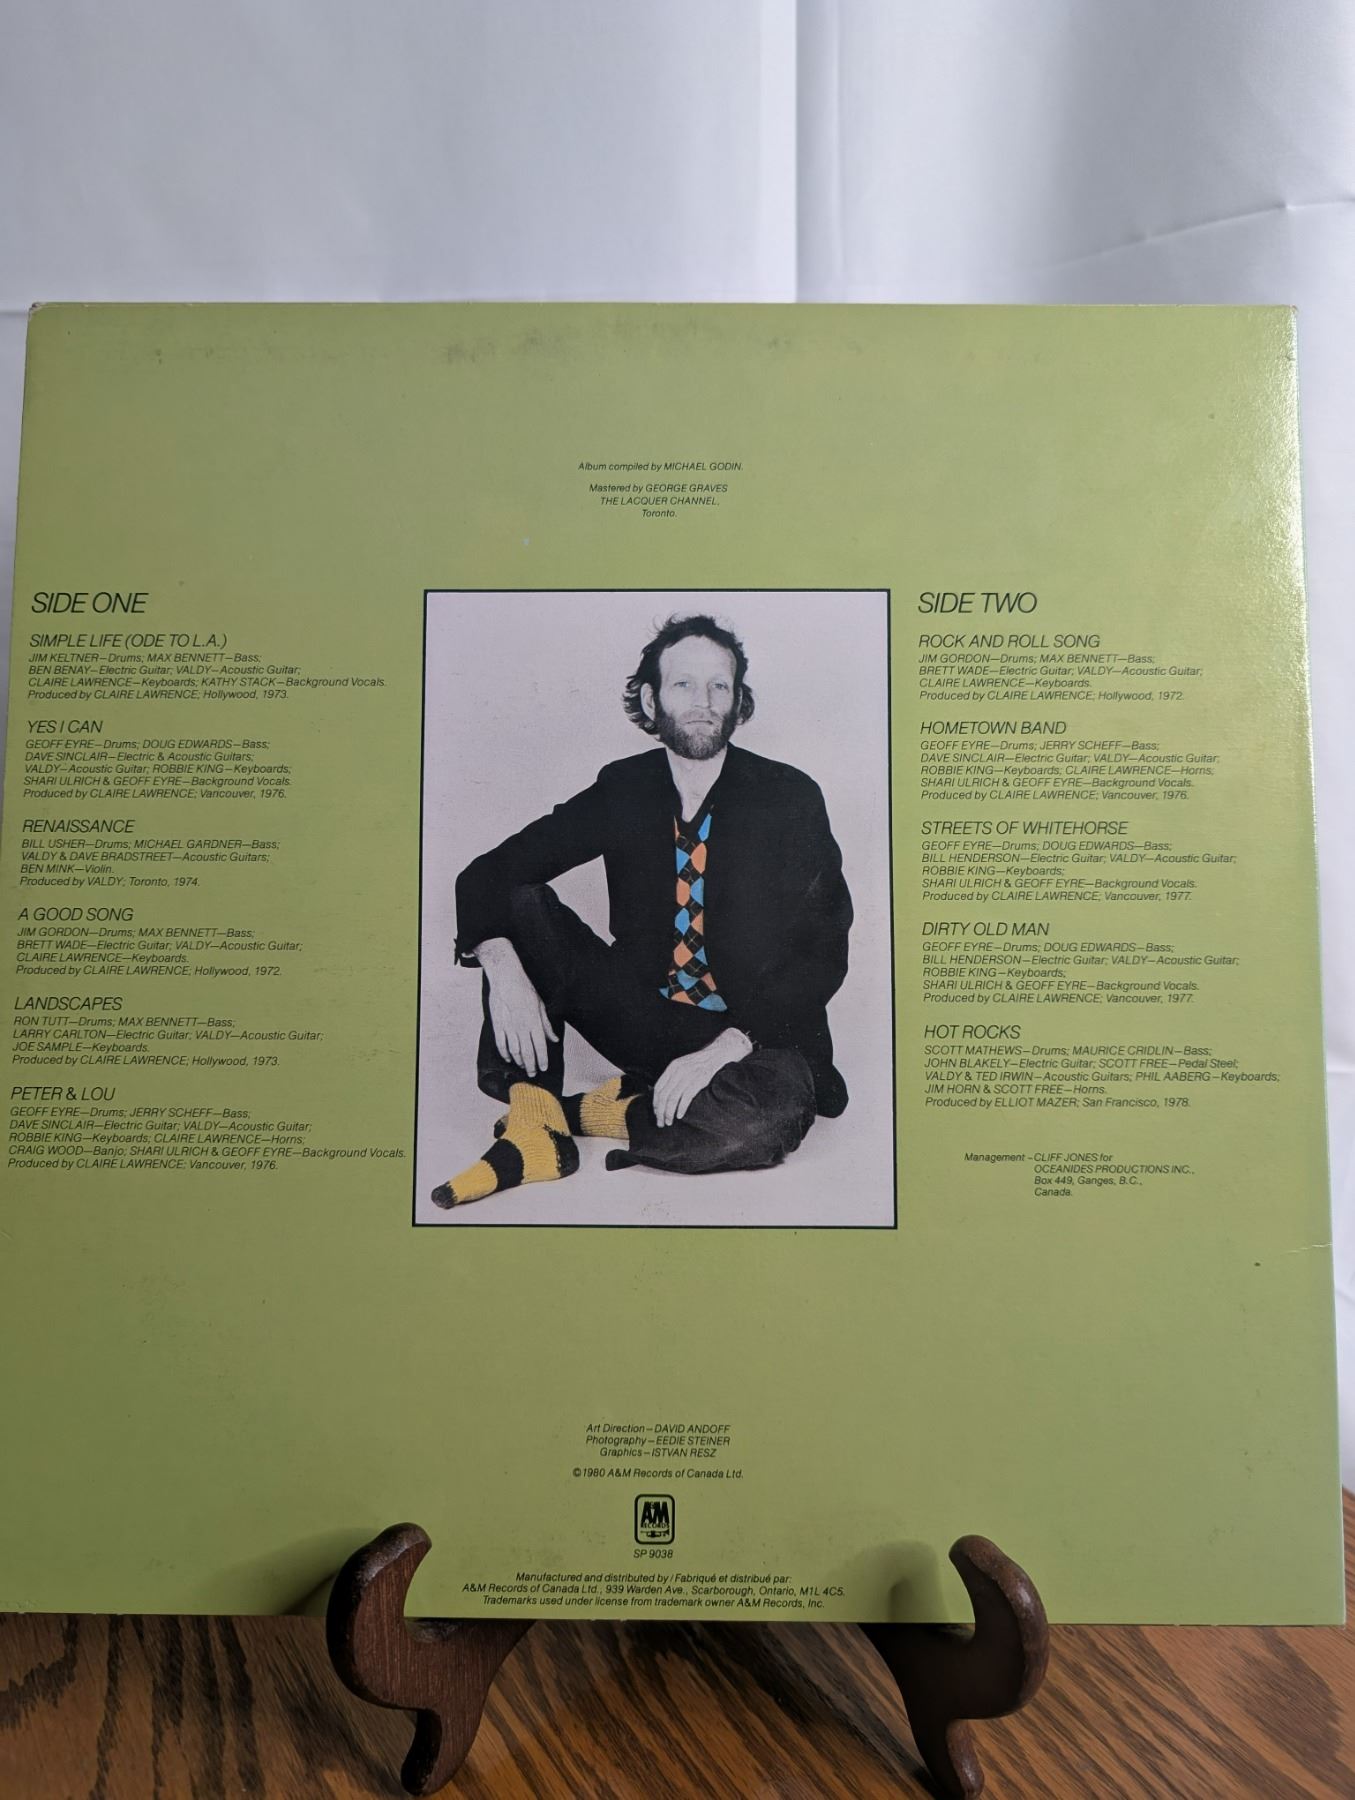 Album compiled by MICHAEL GODIN.
Mastered by GEORGE GRAVES
THE LACQUER CHANNEL,
Toronto.
SIDE ONE
SIMPLE LIFE (ODE TO L.A.)
JIM KELTNER—Drums; MAX BENNETT—Bass;
BEN BENAY—Electric Guitar; VALDY—Acoustic Guitar;
CLAIRE LAWRENCE—Keyboards; KATHY STACK—Background Vocals.
Produced by CLAIRE LAWRENCE; Hollywood, 1973.
YES I CAN
GEOFF EYRE—Drums; DOUG EDWARDS—Bass;
DAVE SINCLAIR—Electric & Acoustic Guitars;
VALDY—Acoustic Guitar; ROBBIE KING—Keyboards;
SHARI ULRICH & GEOFF EYRE—Background Vocals.
Produced by CLAIRE LAWRENCE; Vancouver, 1976.
RENAISSANCE
BILL USHER—Drums; MICHAEL GARDNER—Bass;
VALDY & DAVE BRADSTREET—Acoustic Guitars;
BEN MINK—Violin.
Produced by VALDY; Toronto, 1974.
A GOOD SONG
JIM GORDON—Drums; MAX BENNETT—Bass;
BRETT WADE—Electric Guitar; VALDY—Acoustic Guitar;
CLAIRE LAWRENCE—Keyboards.
Produced by CLAIRE LAWRENCE; Hollywood, 1972.
LANDSCAPES
RON TUTT—Drums; MAX BENNETT—Bass;
LARRY CARLTON—Electric Guitar; VALDY—Acoustic Guitar;
JOE SAMPLE—Keyboards.
Produced by CLAIRE LAWRENCE; Hollywood, 1973.
PETER & LOU
GEOFF EYRE—Drums; JERRY SCHEFF—Bass;
DAVE SINCLAIR—Electric Guitar; VALDY—Acoustic Guitar;
ROBBIE KING—Keyboards; CLAIRE LAWRENCE—Horns;
CRAIG WOOD—Banjo; SHARI ULRICH & GEOFF EYRE—Background Vocals.
Produced by CLAIRE LAWRENCE; Vancouver, 1976.
SIDE TWO
ROCK AND ROLL SONG
JIM GORDON—Drums; MAX BENNETT—Bass;
BRETT WADE—Electric Guitar; VALDY—Acoustic Guitar;
CLAIRE LAWRENCE—Keyboards.
Produced by CLAIRE LAWRENCE; Hollywood, 1972.
HOMETOWN BAND
GEOFF EYRE—Drums; JERRY SCHEFF—Bass;
DAVE SINCLAIR—Electric Guitar; VALDY—Acoustic Guitar;
ROBBIE KING—Keyboards; CLAIRE LAWRENCE—Horns;
SHARI ULRICH & GEOFF EYRE—Background Vocals.
Produced by CLAIRE LAWRENCE; Vancouver, 1976.
STREETS OF WHITEHORSE
GEOFF EYRE—Drums; DOUG EDWARDS—Bass;
BILL HENDERSON—Electric Guitar; VALDY—Acoustic Guitar;
ROBBIE KING—Keyboards;
SHARI ULRICH & GEOFF EYRE—Background Vocals.
Produced by CLAIRE LAWRENCE; Vancouver, 1977.
DIRTY OLD MAN
GEOFF EYRE—Drums; DOUG EDWARDS—Bass;
BILL HENDERSON—Electric Guitar; VALDY—Acoustic Guitar;
ROBBIE KING—Keyboards;
SHARI ULRICH & GEOFF EYRE—Background Vocals.
Produced by CLAIRE LAWRENCE; Vancouver, 1977.
HOT ROCKS
SCOTT MATHEWS—Drums; MAURICE CRIDLIN—Bass;
JOHN BLAKELY—Electric Guitar; SCOTT FREE—Pedal Steel;
VALDY & TED IRWIN—Acoustic Guitars; PHIL AABERG—Keyboards;
JIM HORN & SCOTT FREE—Horns.
Produced by ELLIOT MAZER; San Francisco, 1978.
Management – CLIFF JONES for
OCEANIDES PRODUCTIONS INC.,
Box 449, Ganges, B.C.,
Canada.
Art Direction – DAVID ANDOFF
Photography – EEDIE STEINER
Graphics – ISTVAN RESZ
© 1980 A&M Records of Canada Ltd.
A&M
RECORDS
SP 9038
Manufactured and distributed by / Fabriqué et distribué par:
A&M Records of Canada Ltd., 939 Warden Ave., Scarborough, Ontario, M1L 4C5.
Trademarks used under license from trademark owner A&M Records, Inc.